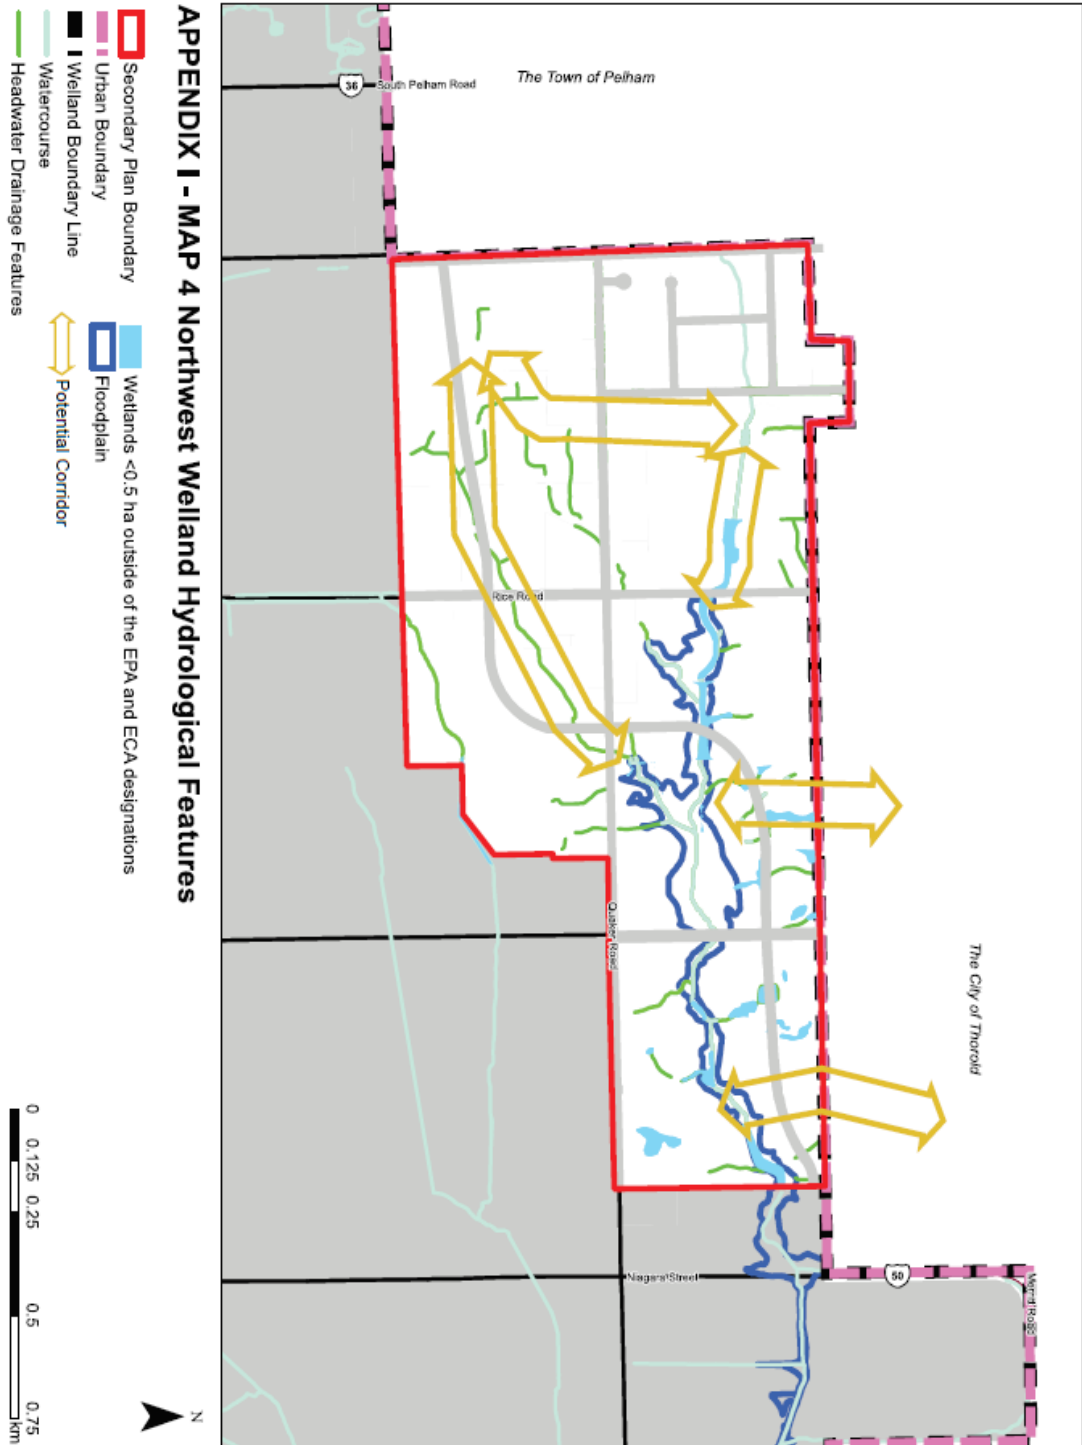 The Town of Pelham
36
South Pelham Road
Rice Road
Quaker Road
The City of Thorold
Niagara Street
50
Merritt Road
APPENDIX I - MAP 4 Northwest Welland Hydrological Features
Secondary Plan Boundary
Urban Boundary
Welland Boundary Line
Watercourse
Headwater Drainage Features
Wetlands <0.5 ha outside of the EPA and ECA designations
Floodplain
Potential Corridor
0 0.125 0.25 0.5 0.75
km
N